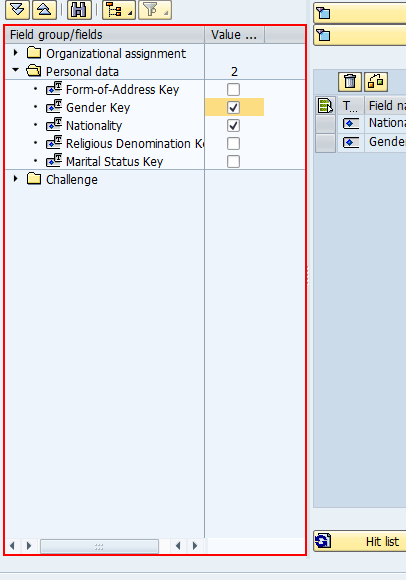 Field group/fields Value ...
Organizational assignment
Personal data 2
Form-of-Address Key
Gender Key
Nationality
Religious Denomination Ke
Marital Status Key
Challenge
T... Field na
Nationa
Gender
Hit list